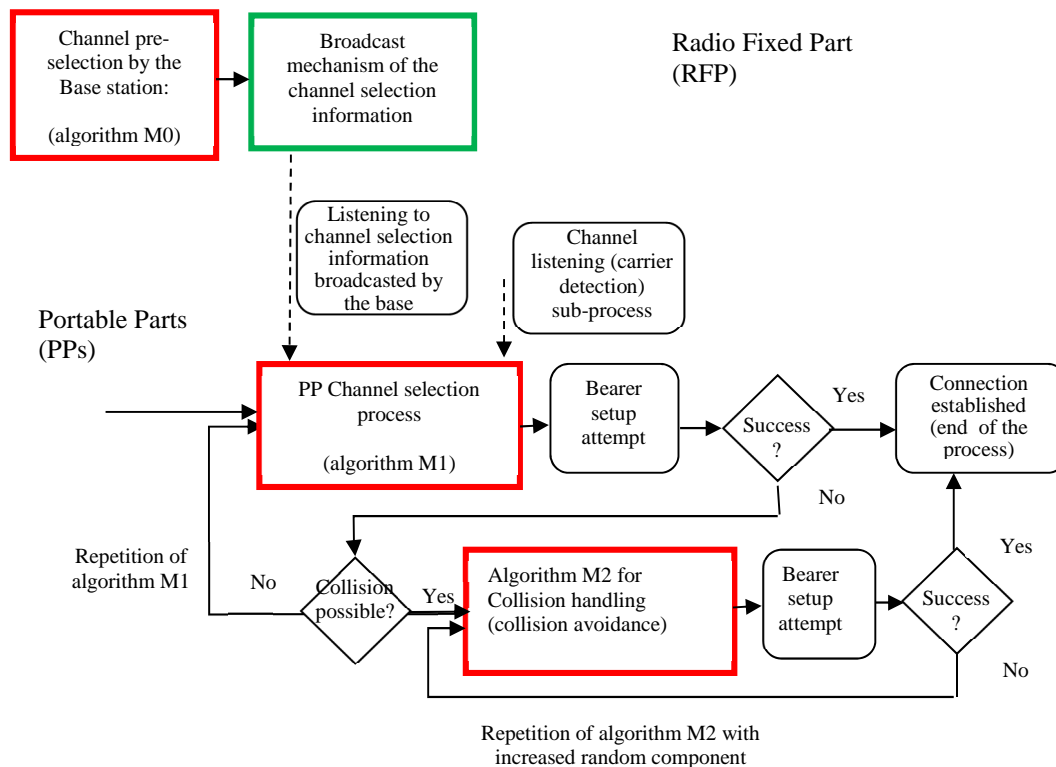 Channel pre-
selection by the
Base station:
(algorithm M0)
Broadcast
mechanism of the
channel selection
information
Radio Fixed Part
(RFP)
Listening to
channel selection
information
broadcasted by
the base
Channel
listening (carrier
detection)
sub-process
Portable Parts
(PPs)
PP Channel selection
process
(algorithm M1)
Bearer
setup
attempt
Success
?
Yes
Connection
established
(end of the
process)
No
Repetition of
algorithm M1
No
Collision
possible?
Yes
Algorithm M2 for
Collision handling
(collision avoidance)
Bearer
setup
attempt
Success
?
Yes
No
Repetition of algorithm M2 with
increased random component